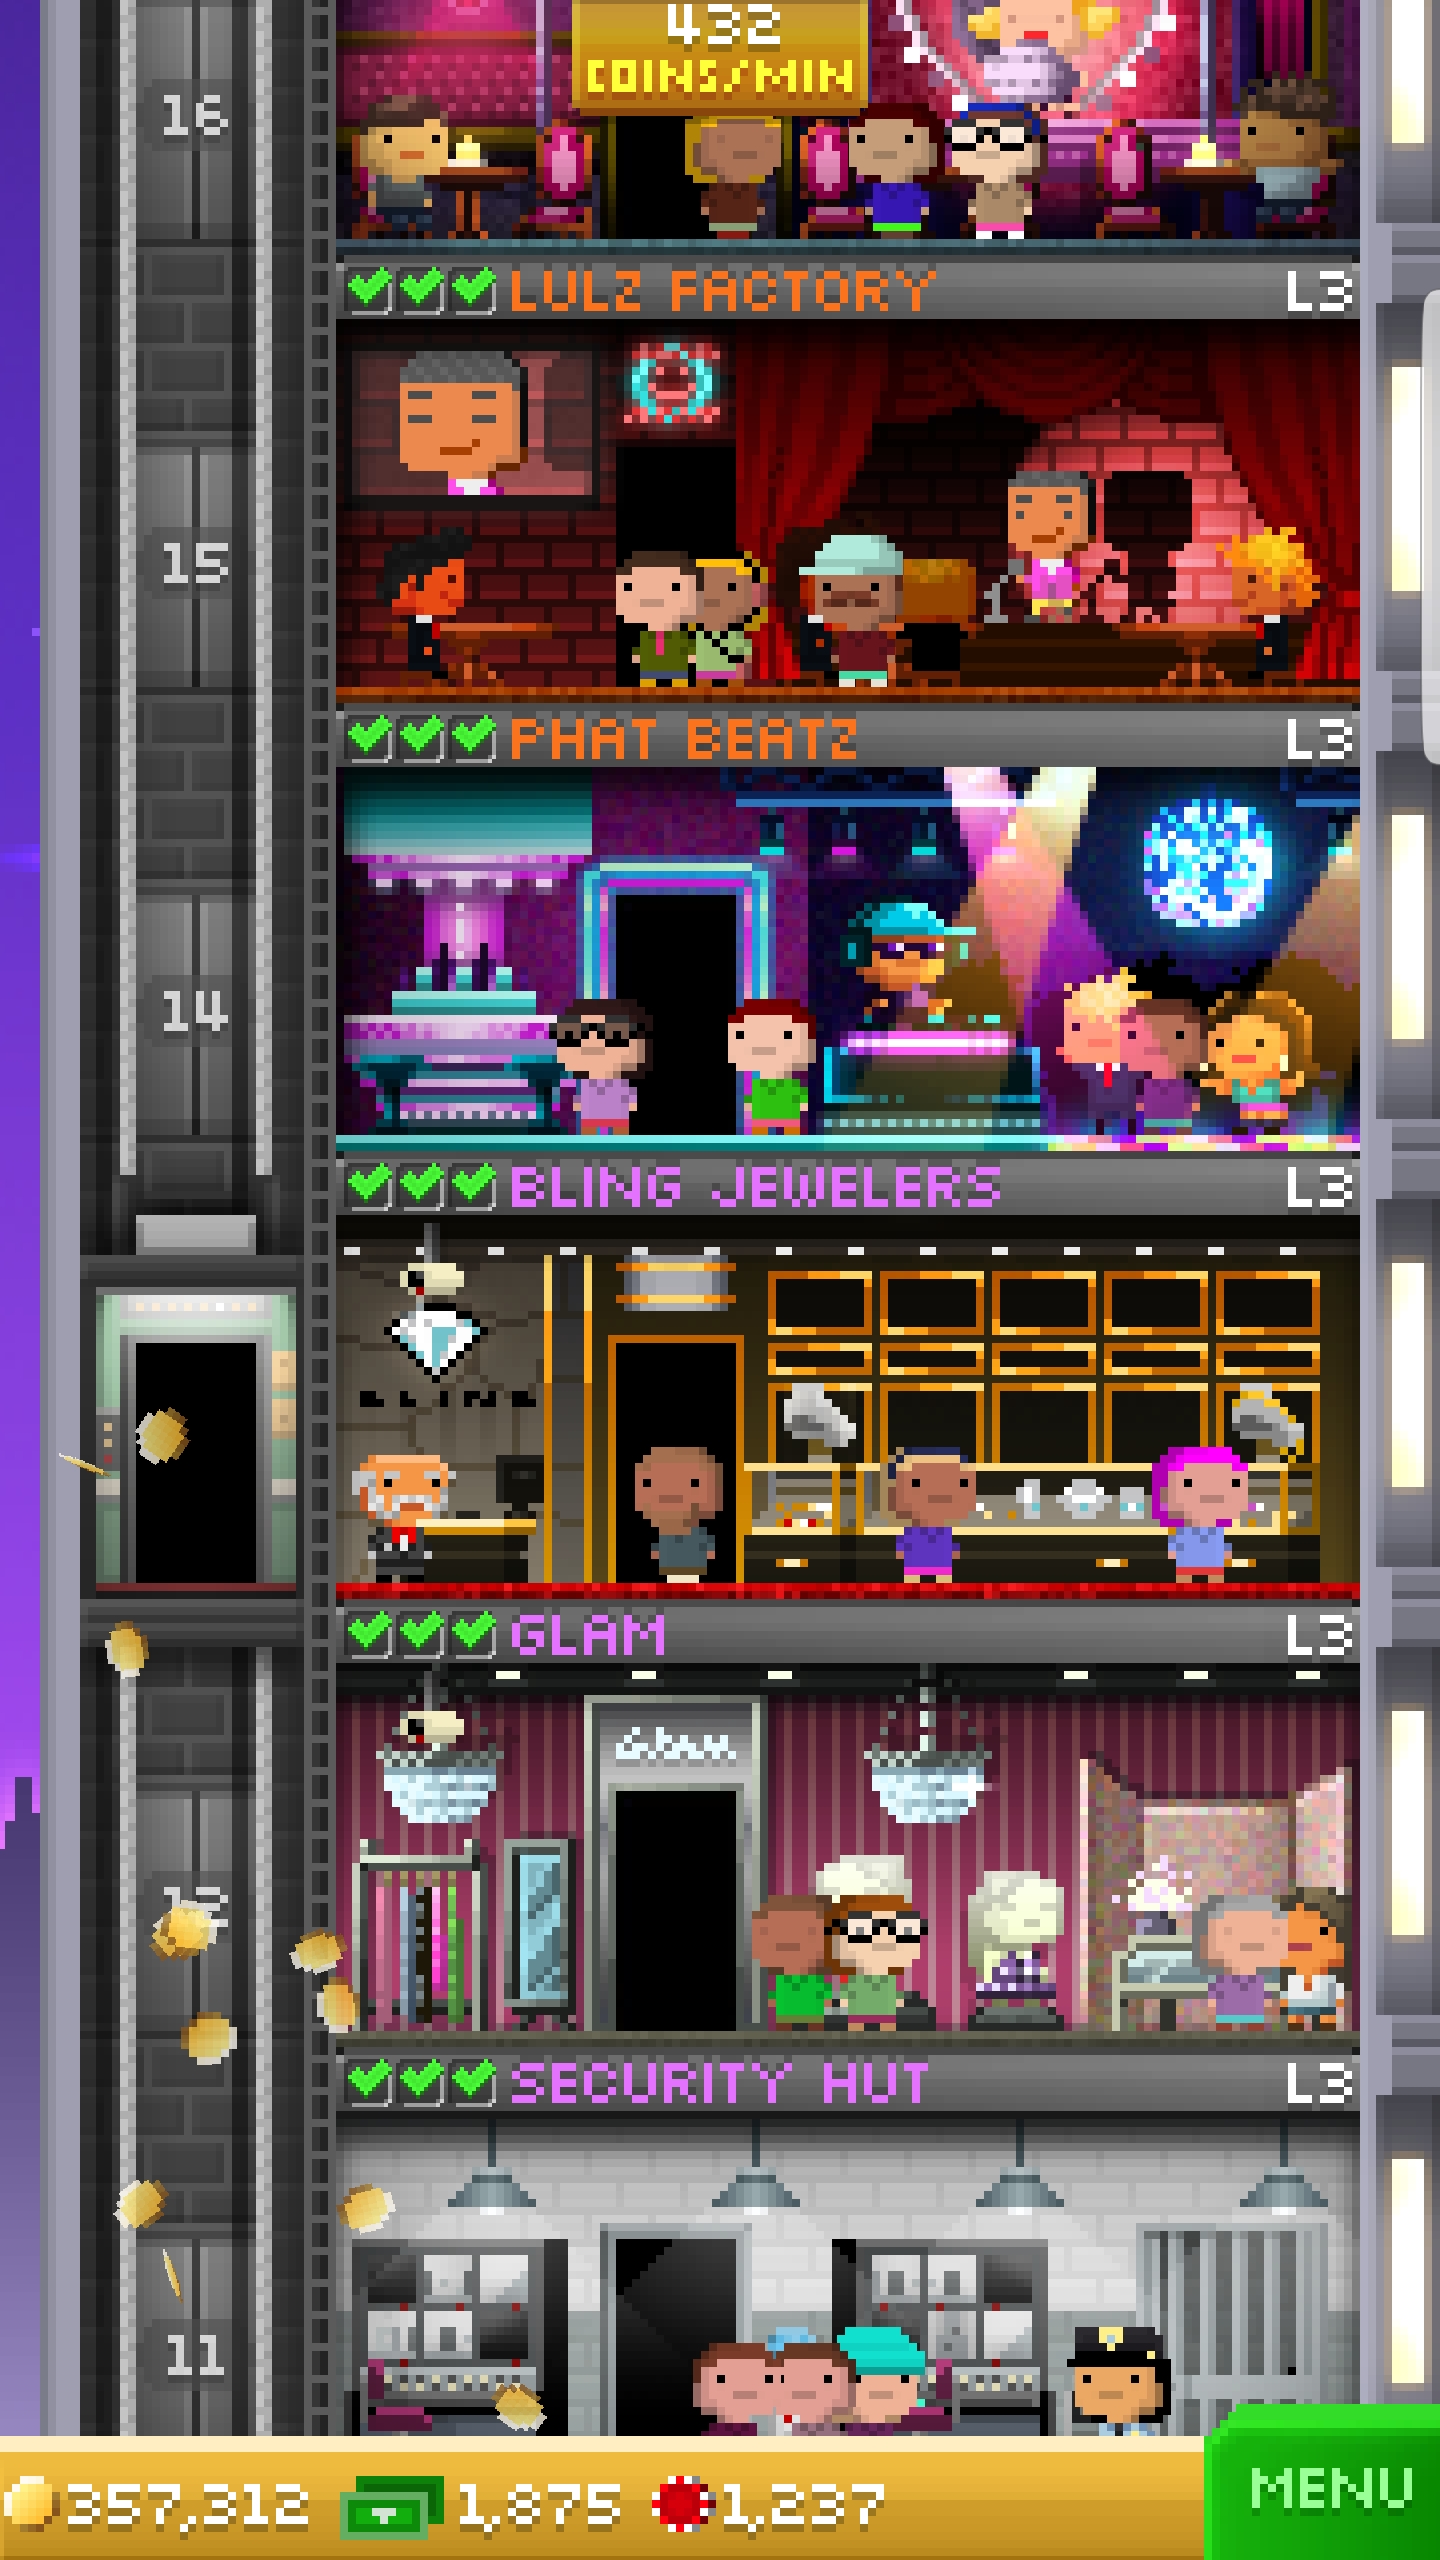 432
COINS/MIN
16
LULZ FACTORY L3
15
PHAT BEATZ L3
14
BLING JEWELERS L3
BLING
GLAM L3
Glam
12
SECURITY HUT L3
11
357,312 1,875 1,237
MENU